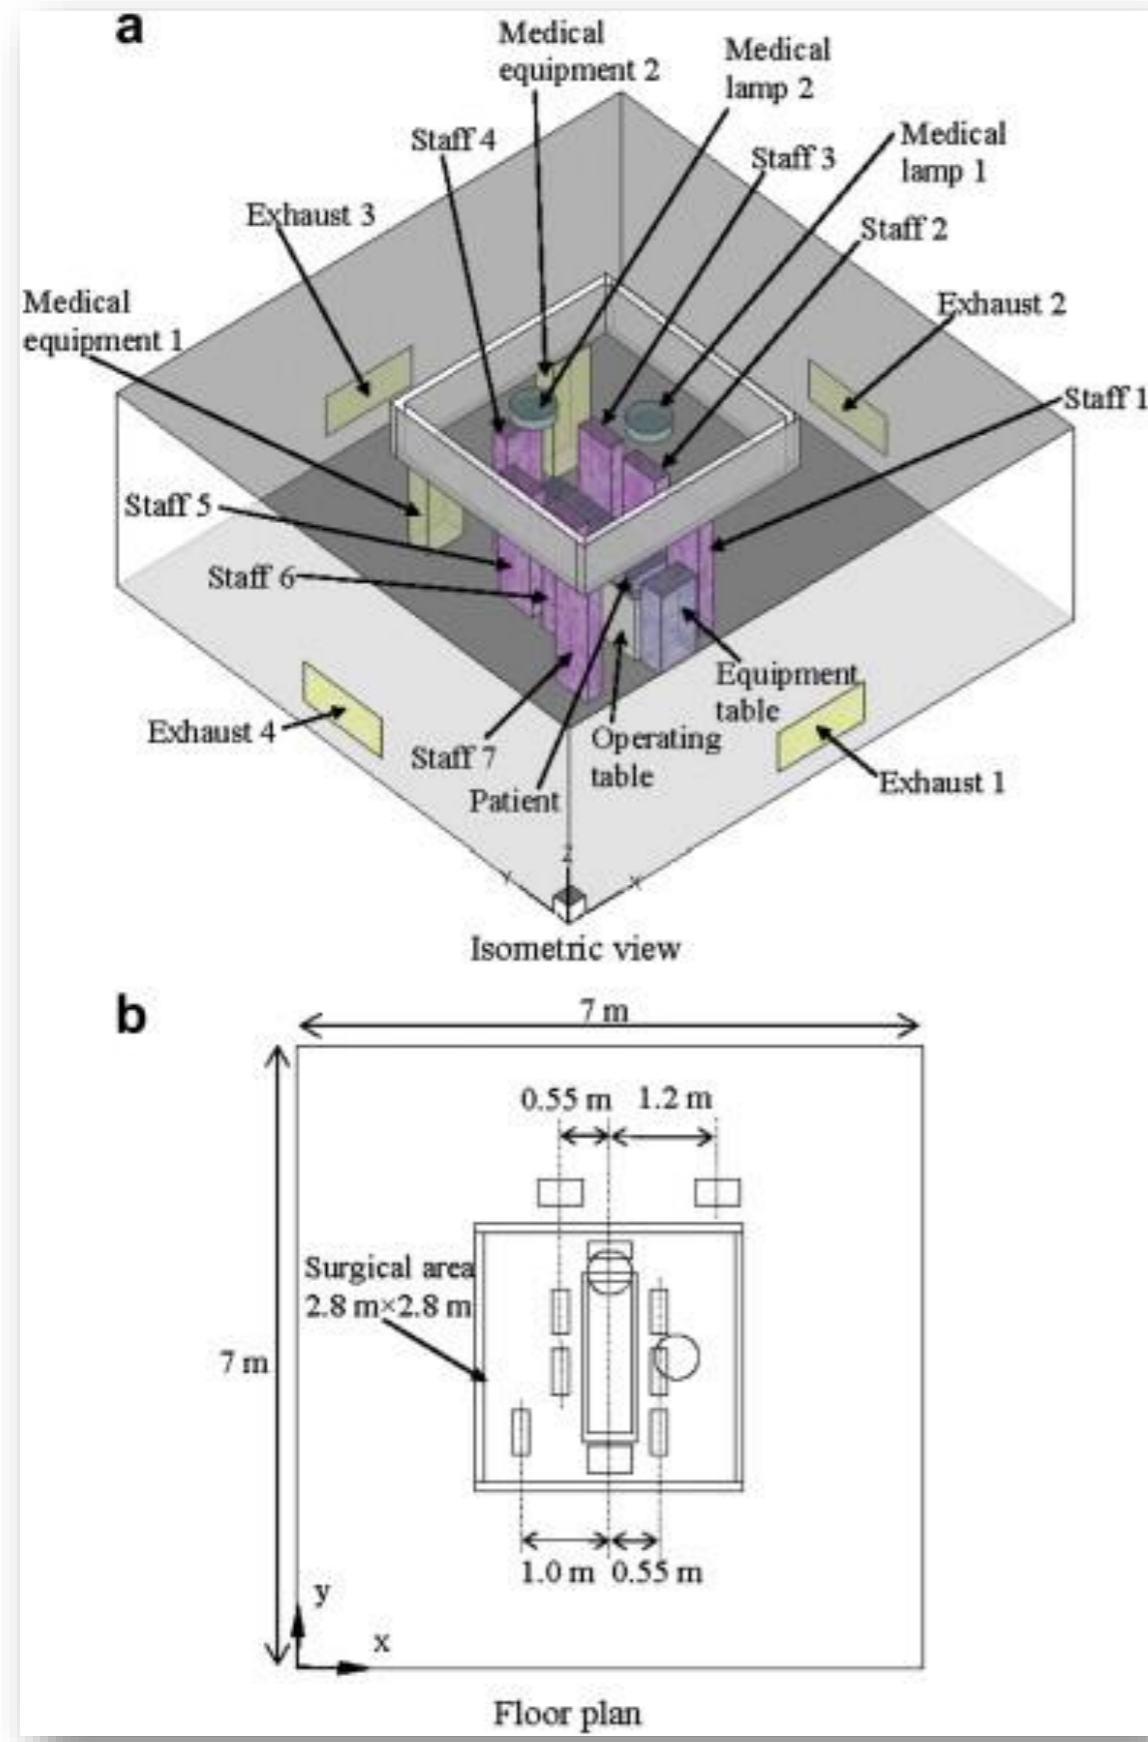 a
Medical
equipment 2
Medical
lamp 2
Staff 4
Staff 3
Medical
lamp 1
Exhaust 3
Staff 2
Medical
equipment 1
Exhaust 2
Staff 1
Staff 5
Staff 6
Equipment
table
Exhaust 4
Staff 7
Operating
table
Patient
Exhaust 1
Z
Y
X
Isometric view
b
7 m
0.55 m
1.2 m
Surgical area
2.8 m×2.8 m
7 m
1.0 m
0.55 m
y
x
Floor plan